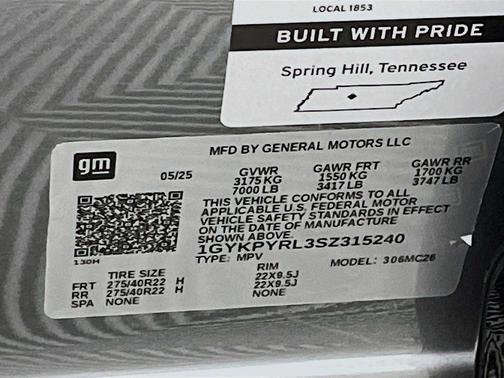 LOCAL 1853
BUILT WITH PRIDE
Spring Hill, Tennessee
MFD BY GENERAL MOTORS LLC
gm
05/25
GVWR GAWR FRT GAWR RR
3175 KG 1550 KG 1700 KG
7000 LB 3417 LB 3747 LB
THIS VEHICLE CONFORMS TO ALL
APPLICABLE U.S. FEDERAL MOTOR
VEHICLE SAFETY STANDARDS IN EFFECT
ON THE DATE OF MANUFACTURE
SHOWN ABOVE.
1GYKPYRL3SZ315240
TYPE: MPV MODEL: 306MC26
130H
TIRE SIZE RIM
FRT 275/40R22 H 22X9.5J
RR 275/40R22 H 22X9.5J
SPA NONE NONE